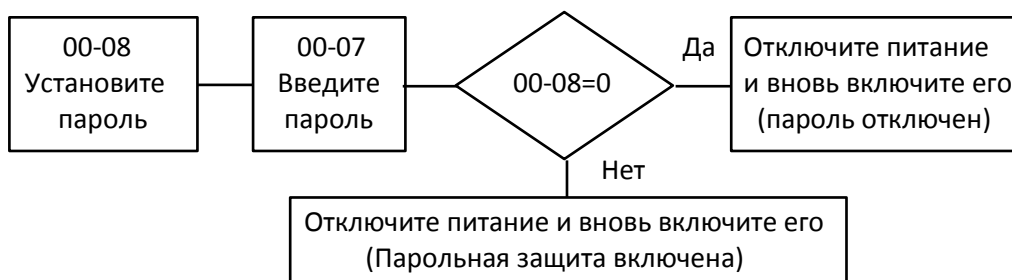 00-08
Установите
пароль
00-07
Введите
пароль
00-08=0
Да
Отключите питание
и вновь включите его
(пароль отключен)
Нет
Отключите питание и вновь включите его
(Парольная защита включена)